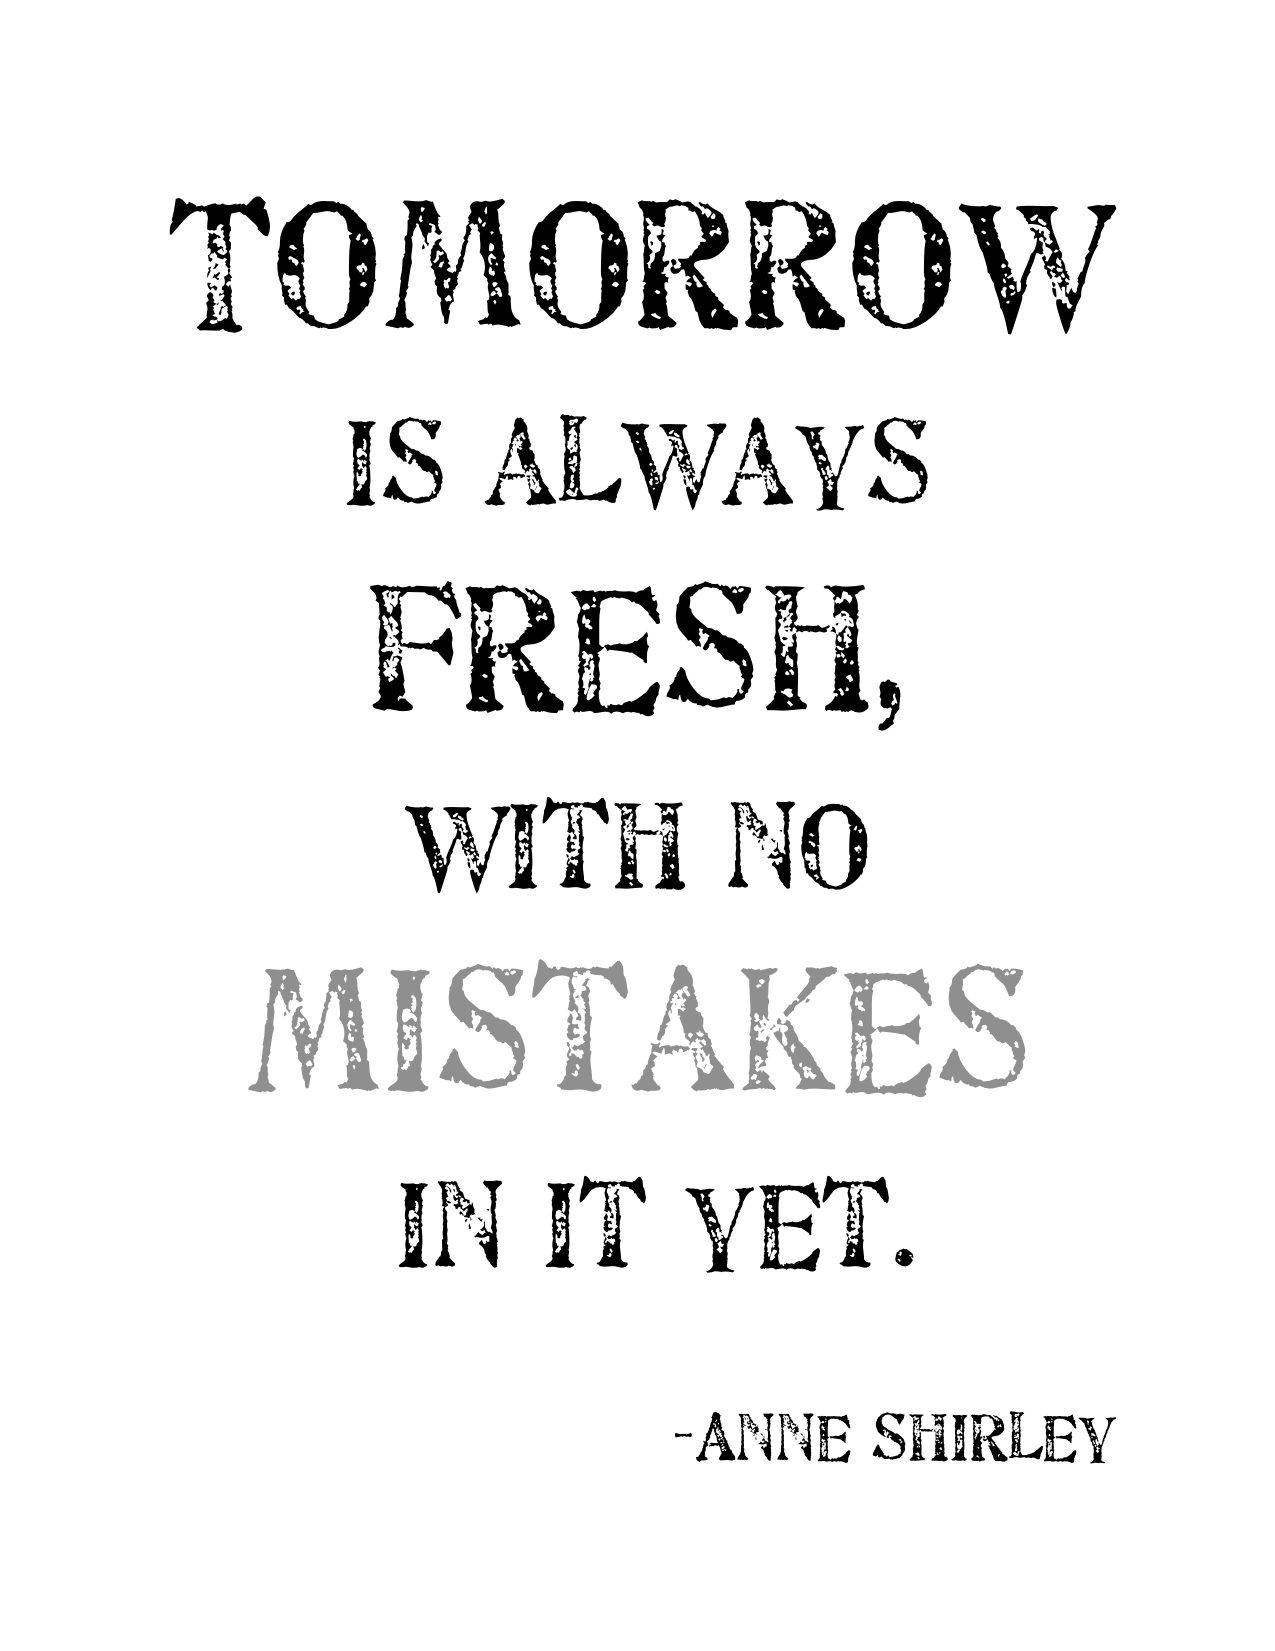 TOMORROW
IS ALWAYS
FRESH,
WITH NO
MISTAKES
IN IT YET.
-ANNE SHIRLEY